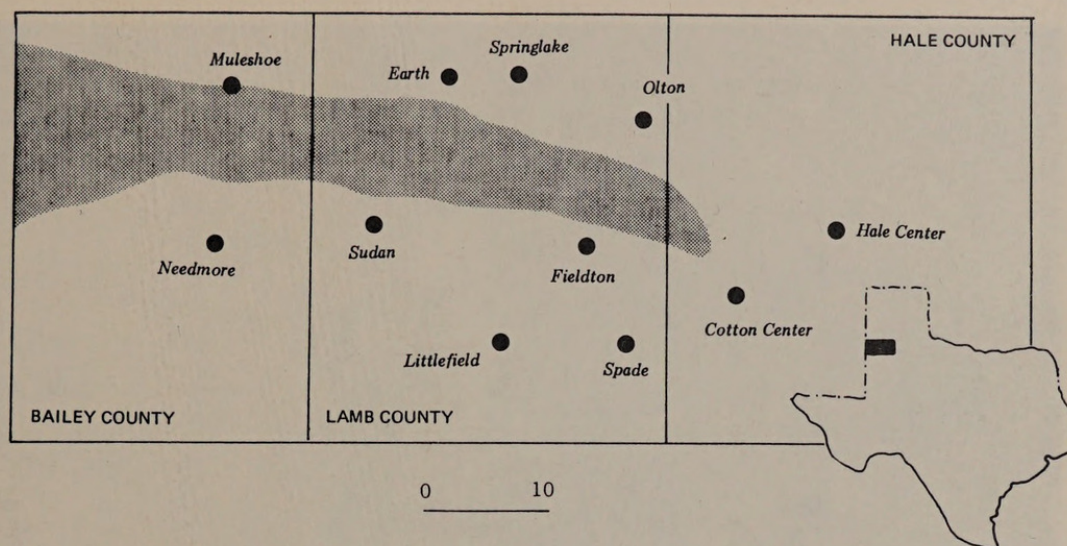 HALE COUNTY
Springlake
Muleshoe
Earth
Olton
Hale Center
Sudan
Needmore
Fieldton
Cotton Center
Littlefield
Spade
BAILEY COUNTY
LAMB COUNTY
0 10